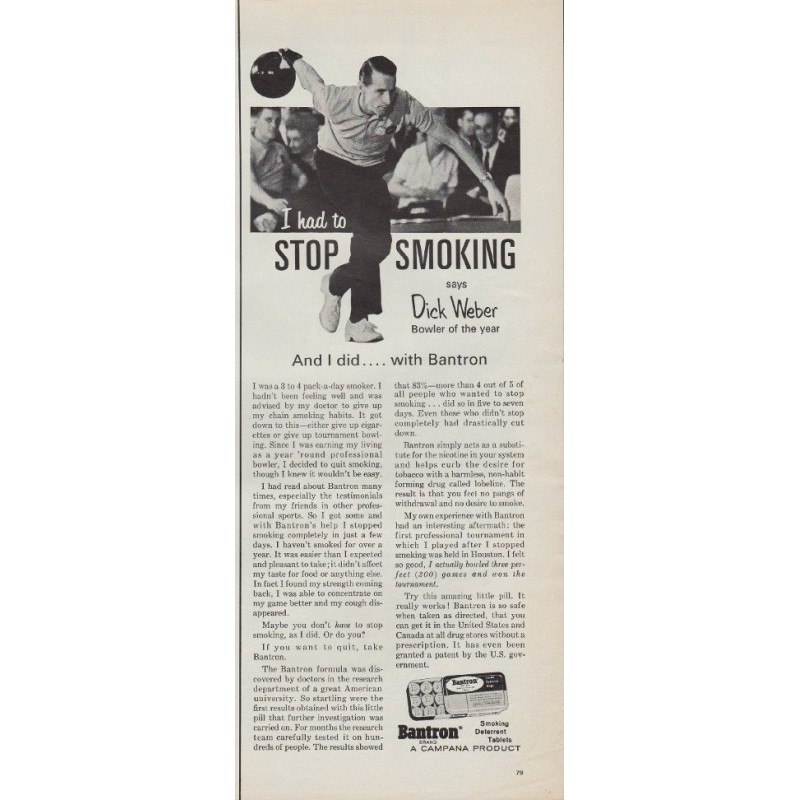 I had to
STOP SMOKING
says
Dick Weber
Bowler of the year
And I did.... with Bantron
I was a 3 to 4 pack-a-day smoker. I
hadn't been feeling well and was
advised by my doctor to give up
my chain smoking habits. It got
down to this—either give up cigar-
ettes or give up tournament bowl-
ing. Since I was earning my living
as a year 'round professional
bowler, I decided to quit smoking,
though I knew it wouldn't be easy.
I had read about Bantron many
times, especially the testimonials
from my friends in other profes-
sional sports. So I got some and
with Bantron's help I stopped
smoking completely in just a few
days. I haven't smoked for over a
year. It was easier than I expected
and pleasant to take; it didn't affect
my taste for food or anything else.
In fact I found my strength coming
back, I was able to concentrate on
my game better and my cough dis-
appeared.
Maybe you don't have to stop
smoking, as I did. Or do you?
If you want to quit, take
Bantron.
The Bantron formula was dis-
covered by doctors in the research
department of a great American
university. So startling were the
first results obtained with this little
pill that further investigation was
carried on. For months the research
team carefully tested it on hun-
dreds of people. The results showed
that 83%—more than 4 out of 5 of
all people who wanted to stop
smoking . . . did so in five to seven
days. Even those who didn't stop
completely had drastically cut
down.
Bantron simply acts as a substi-
tute for the nicotine in your system
and helps curb the desire for
tobacco with a harmless, non-habit
forming drug called lobeline. The
result is that you feel no pangs of
withdrawal and no desire to smoke.
My own experience with Bantron
had an interesting aftermath: the
first professional tournament in
which I played after I stopped
smoking was held in Houston. I felt
so good, I actually bowled three per-
fect (300) games and won the
tournament.
Try this amazing little pill. It
really works! Bantron is so safe
when taken as directed, that you
can get it in the United States and
Canada at all drug stores without a
prescription. It has even been
granted a patent by the U.S. gov-
ernment.
Bantron
Bantron®
BRAND
Smoking
Deterrent
Tablets
A CAMPANA PRODUCT
79